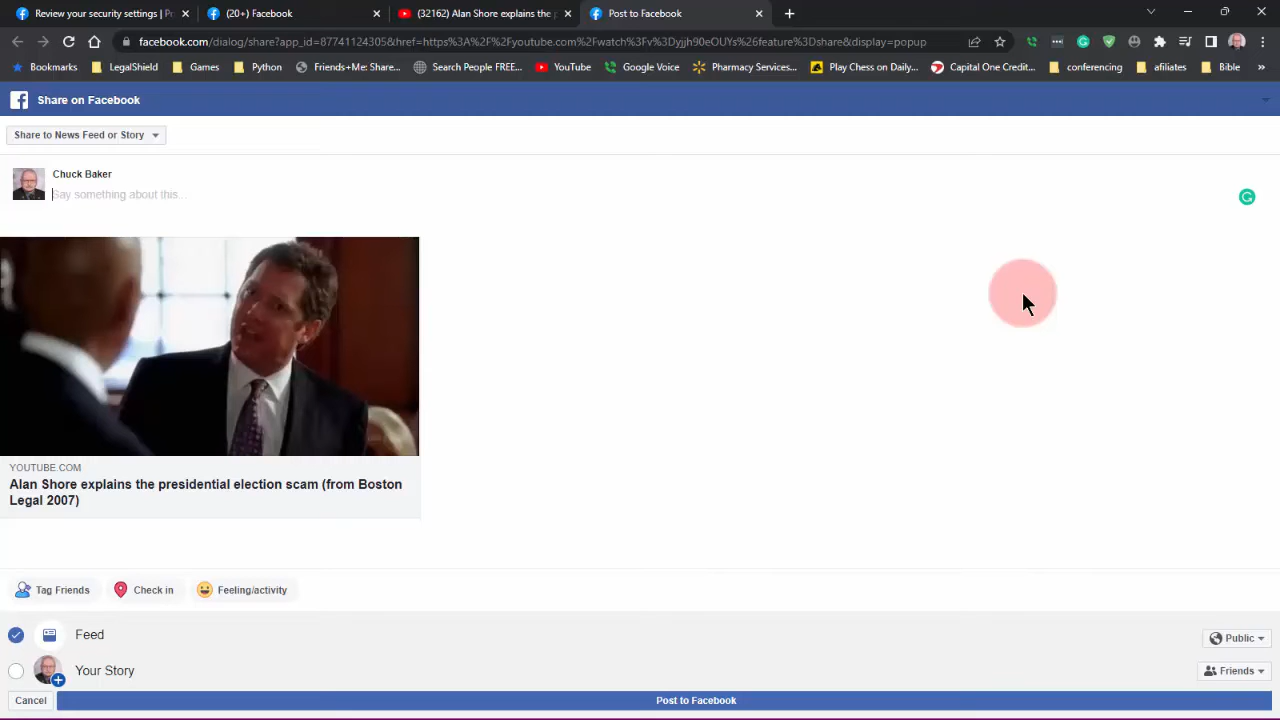 Review your security settings | Po
(20+) Facebook
(32162) Alan Shore explains the p
Post to Facebook
facebook.com/dialog/share?app_id=87741124305&href=https%3A%2F%2Fyoutube.com%2Fwatch%3Fv%3Dyjjh90eOUYs%26feature%3Dshare&display=popup
Bookmarks
LegalShield
Games
Python
Friends+Me: Share...
Search People FREE...
YouTube
Google Voice
Pharmacy Services...
Play Chess on Daily...
Capital One Credit...
conferencing
afiliates
Bibl
»
Share on Facebook
Share to News Feed or Story
Chuck Baker
Say something about this...
YOUTUBE.COM
Alan Shore explains the presidential election scam (from Boston
Legal 2007)
Tag Friends
Check in
Feeling/activity
Feed
Public
Your Story
Friends
Cancel
Post to Facebook